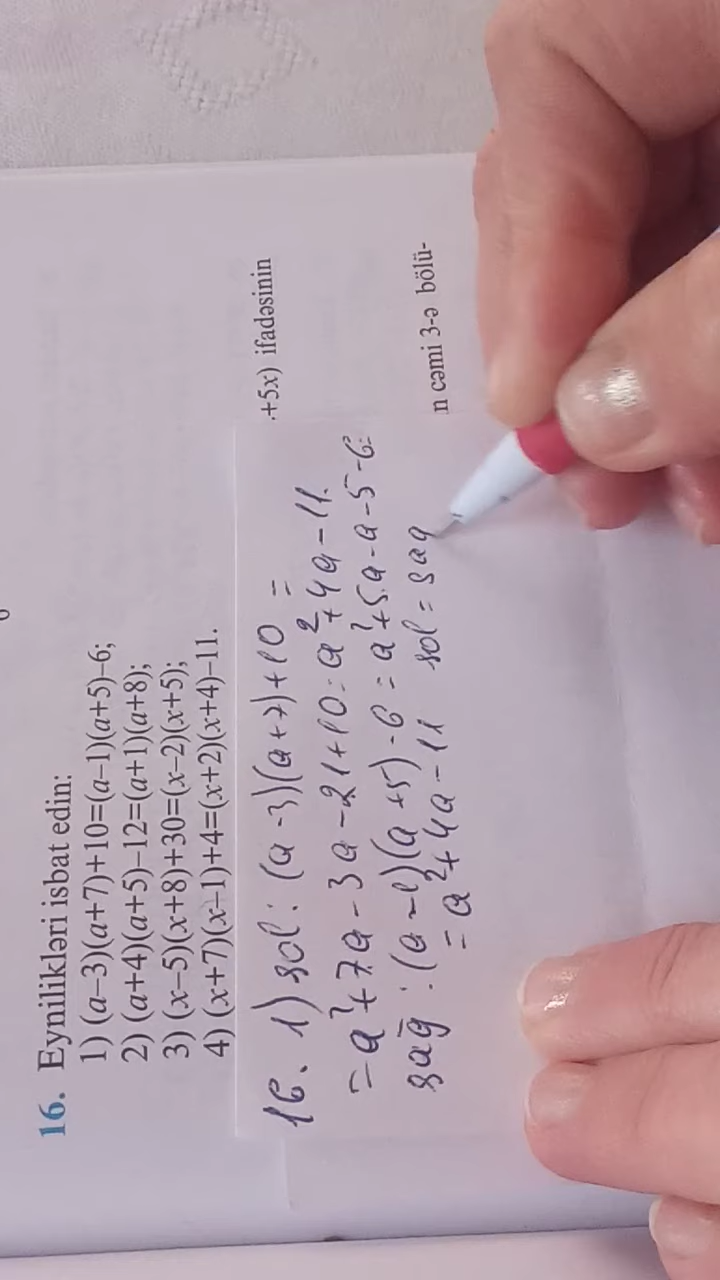 16. Eynilikləri isbat edin:
1) (a–3)(a+7)+10=(a–1)(a+5)–6;
2) (a+4)(a+5)–12=(a+1)(a+8);
3) (x–5)(x+8)+30=(x–2)(x+5);
4) (x+7)(x–1)+4=(x+2)(x+4)–11.
.+5x) ifadəsinin
n cəmi 3-ə bölü-
16. 1) sol: (a-3)(a+7)+10 =
= a²+7a-3a-21+10=a²+4a-11.
sağ: (a-1)(a+5)-6=a²+5a-a-5-6=
= a²+4a-11 sol=sag